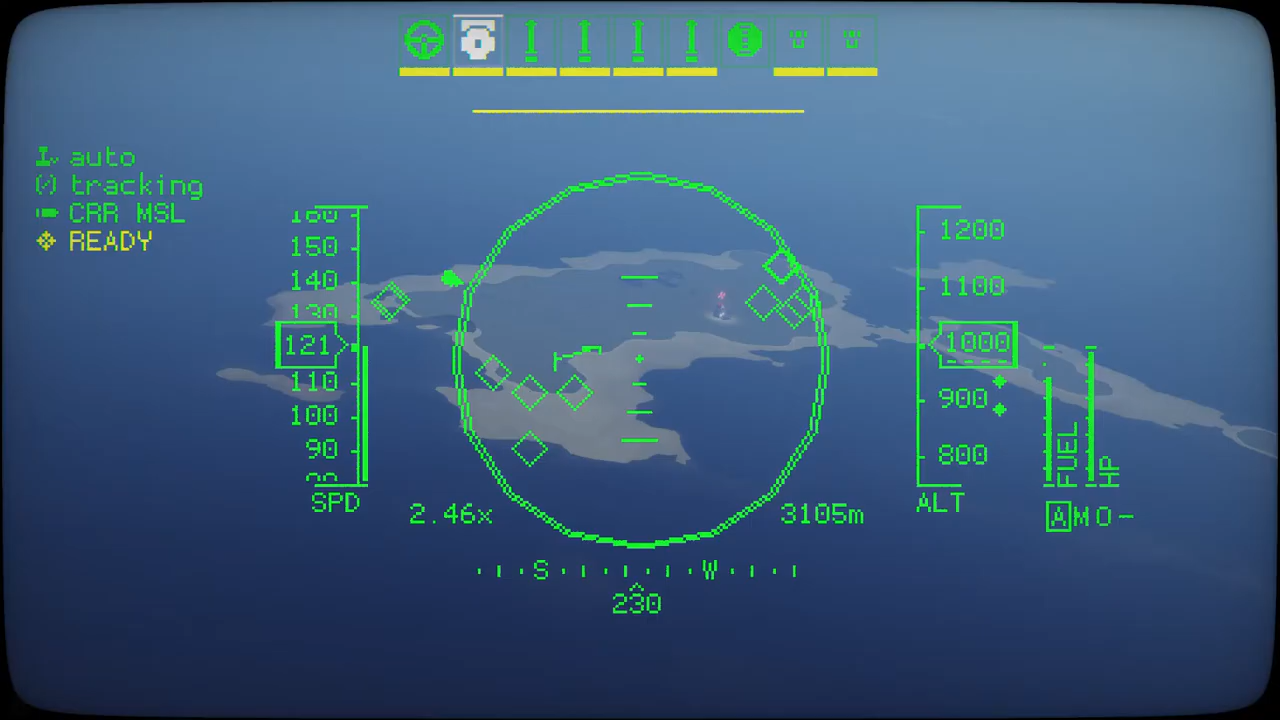 auto
tracking
CRR MSL
READY
160
150
140
130
121
110
100
90
SPD
2.46x
1200
1100
1000
900
800
ALT
3105m
FUEL
HP
AMO-
S W
230